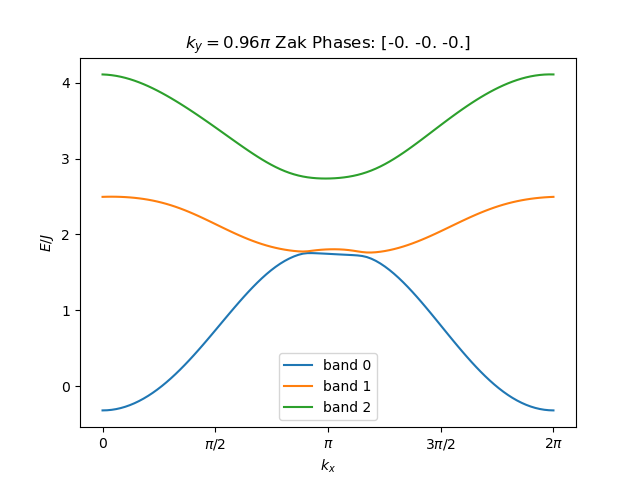 $k_y = 0.96\pi$ Zak Phases: [-0. -0. -0.]
4
3
2
1
0
E/J
band 0
band 1
band 2
0
π/2
π
3π/2
2π
$k_x$